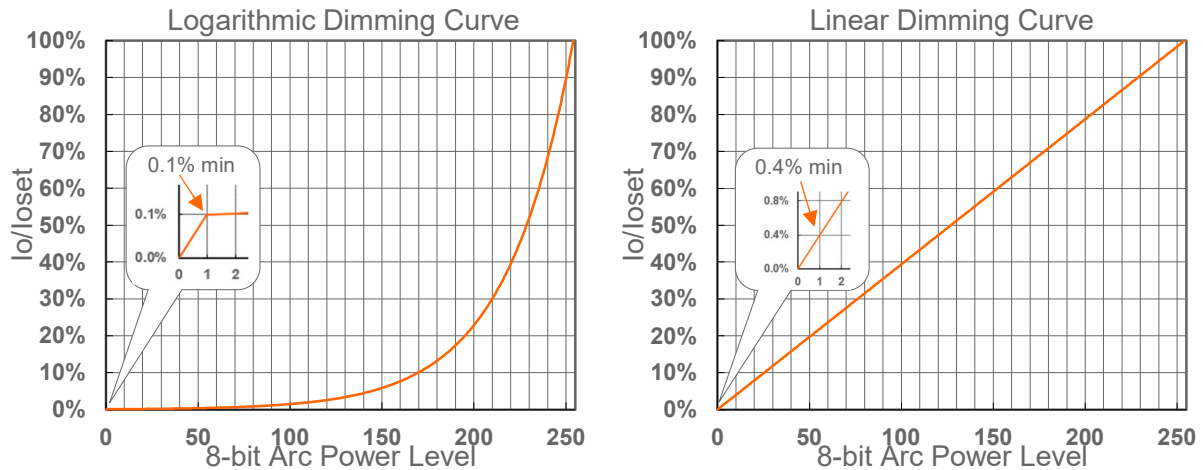 Logarithmic Dimming Curve
100%
90%
80%
70%
60%
50%
40%
30%
20%
10%
0%
Io/Ioset
0.1% min
0.1%
0.0%
0 1 2
0 50 100 150 200 250
8-bit Arc Power Level
Linear Dimming Curve
100%
90%
80%
70%
60%
50%
40%
30%
20%
10%
0%
Io/Ioset
0.4% min
0.8%
0.4%
0.0%
0 1 2
0 50 100 150 200 250
8-bit Arc Power Level